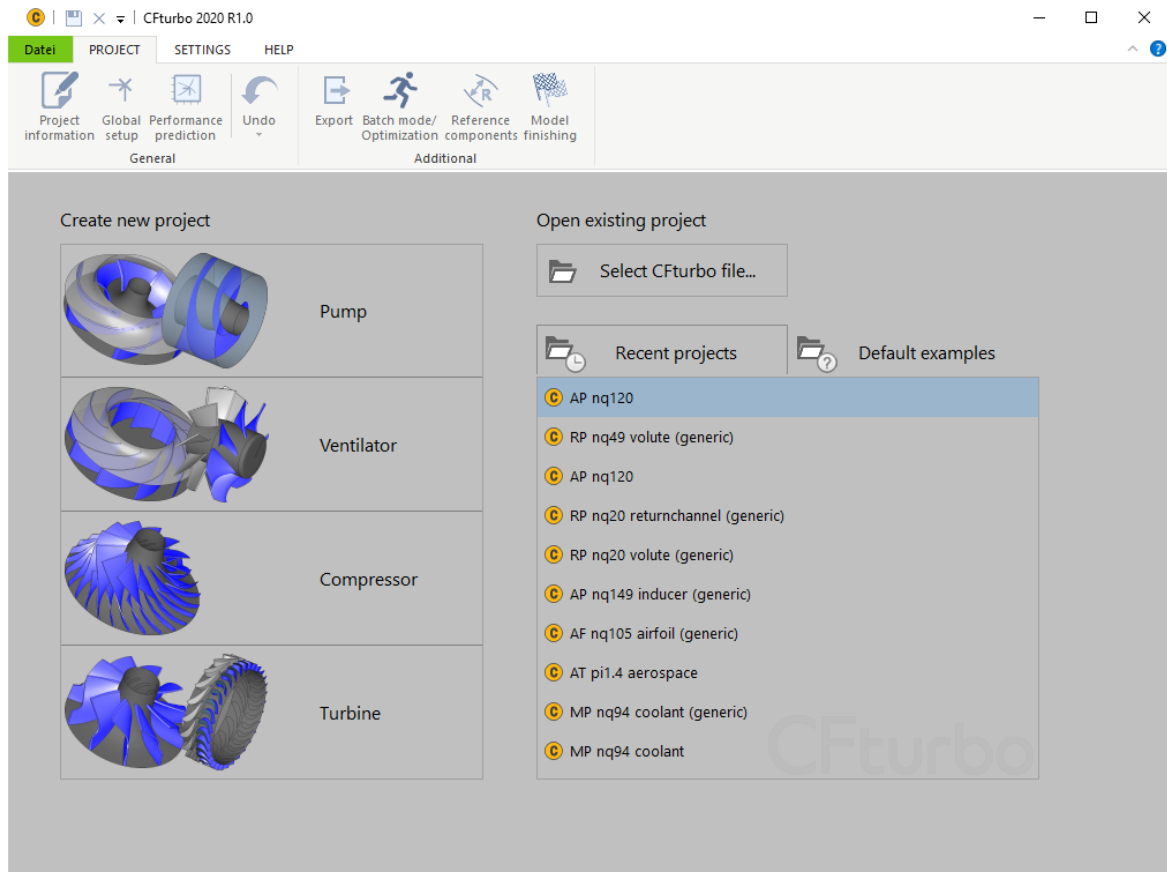 CFturbo 2020 R1.0
Datei PROJECT SETTINGS HELP
Project information
Global setup
Performance prediction
Undo
Export
Batch mode/ Optimization
Reference components
Model finishing
General
Additional
Create new project
Pump
Ventilator
Compressor
Turbine
Open existing project
Select CFturbo file...
Recent projects
Default examples
AP nq120
RP nq49 volute (generic)
AP nq120
RP nq20 returnchannel (generic)
RP nq20 volute (generic)
AP nq149 inducer (generic)
AF nq105 airfoil (generic)
AT pi1.4 aerospace
MP nq94 coolant (generic)
MP nq94 coolant
CFturbo